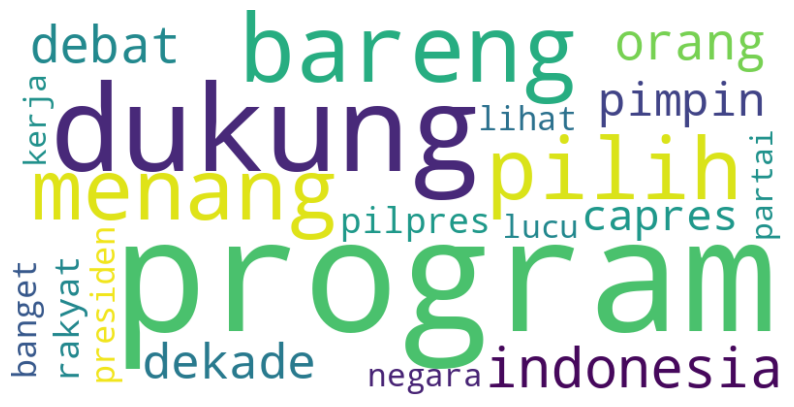 debat
bareng
orang
kerja
dukung
lihat
pimpin
menang
pilih
partai
pilpres
lucu
capres
presiden
program
banget
rakyat
dekade
negara
indonesia